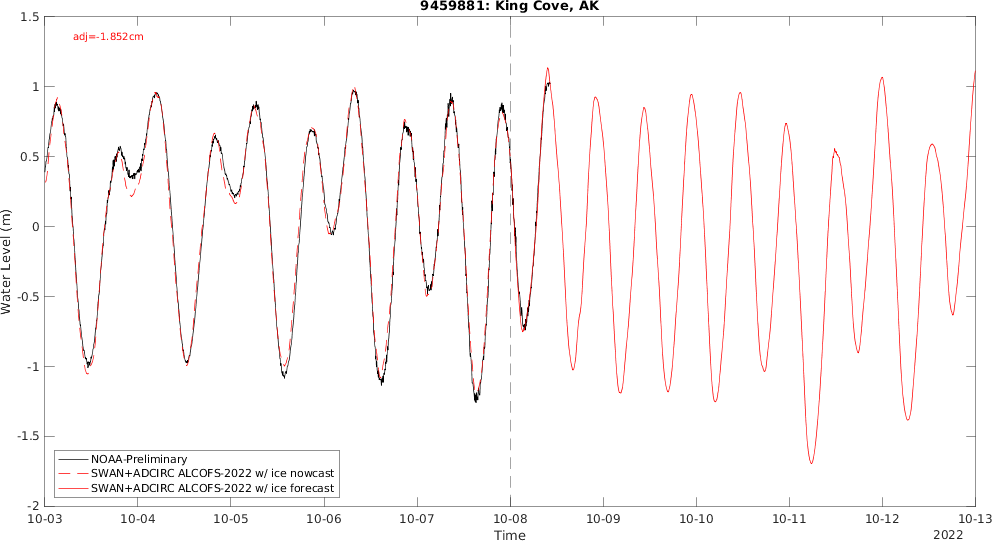 9459881: King Cove, AK
adj=-1.852cm
1.5
1
0.5
0
-0.5
-1
-1.5
-2
Water Level (m)
NOAA-Preliminary
SWAN+ADCIRC ALCOFS-2022 w/ ice nowcast
SWAN+ADCIRC ALCOFS-2022 w/ ice forecast
10-03 10-04 10-05 10-06 10-07 10-08 10-09 10-10 10-11 10-12 10-13
Time
2022